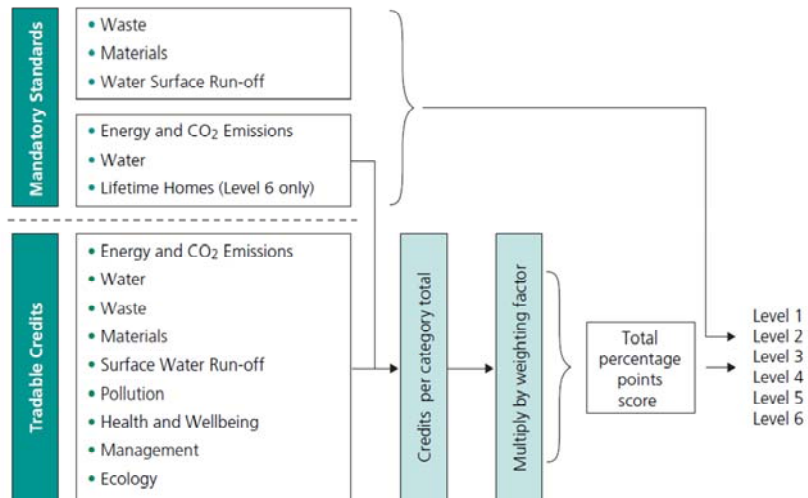 Mandatory Standards
• Waste
• Materials
• Water Surface Run-off
• Energy and CO₂ Emissions
• Water
• Lifetime Homes (Level 6 only)
Tradable Credits
• Energy and CO₂ Emissions
• Water
• Waste
• Materials
• Surface Water Run-off
• Pollution
• Health and Wellbeing
• Management
• Ecology
Credits per category total
Multiply by weighting factor
Total
percentage
points
score
Level 1
Level 2
Level 3
Level 4
Level 5
Level 6